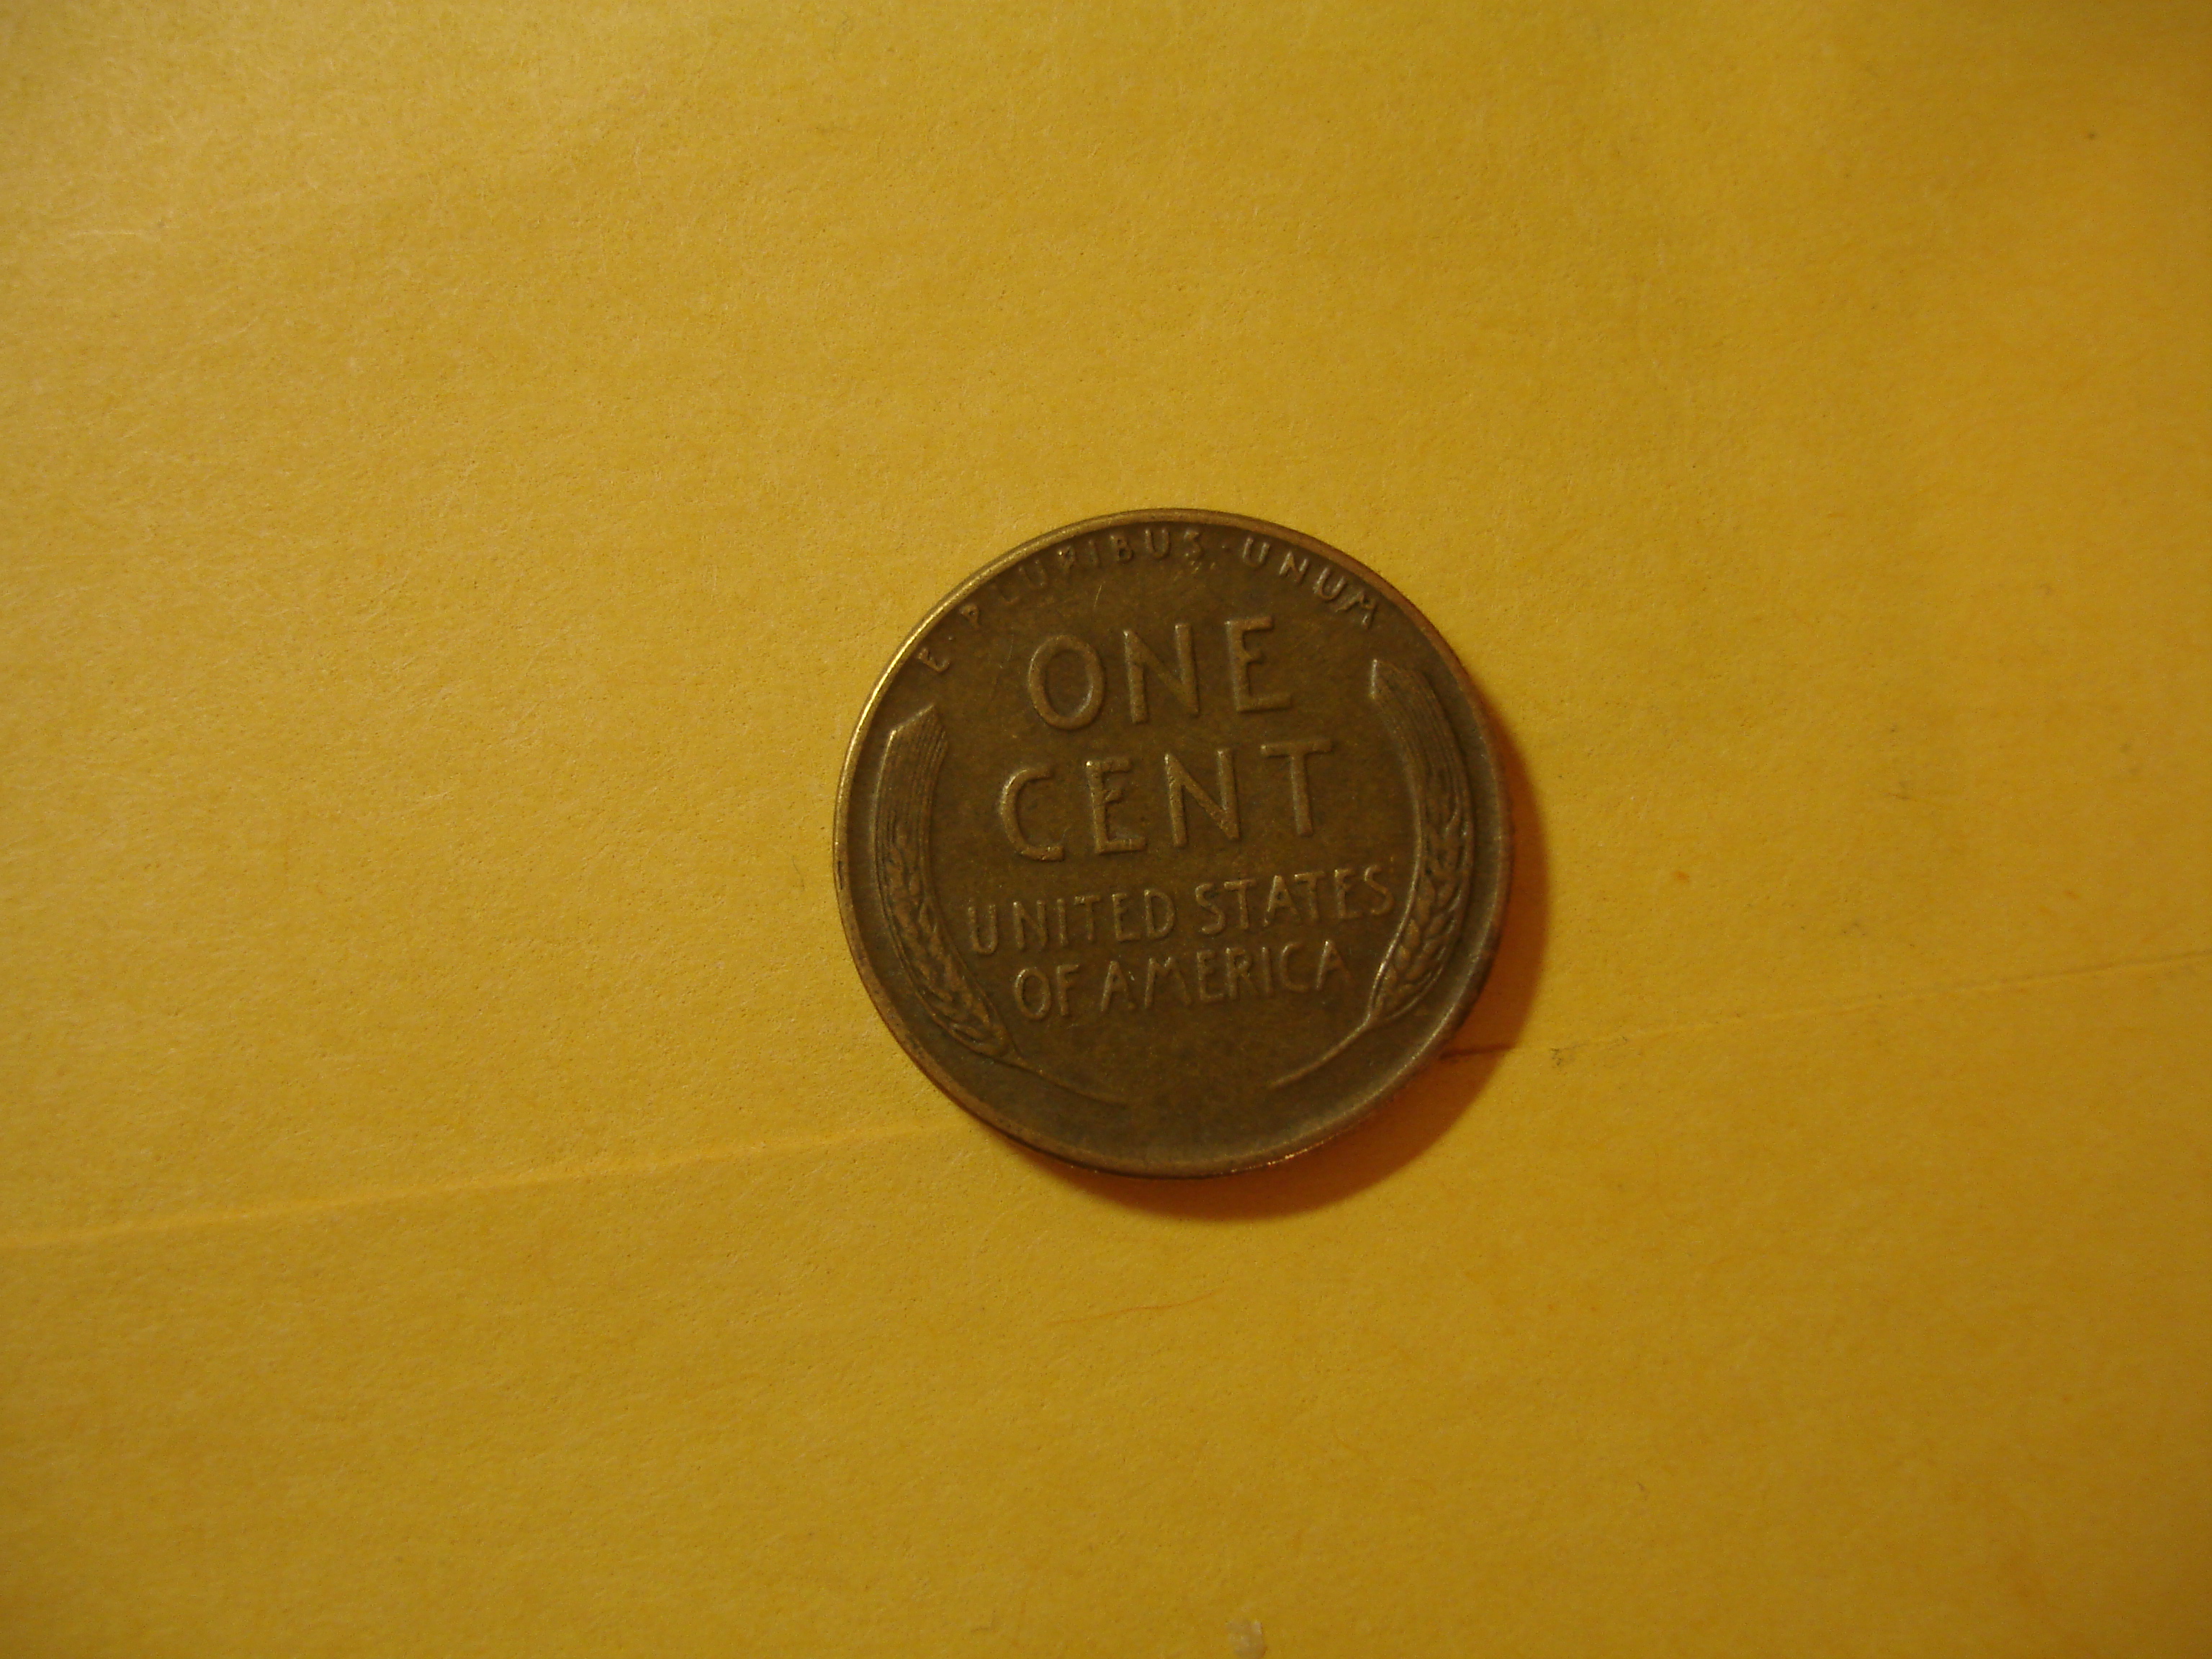 E · PLURIBUS · UNUM
ONE
CENT
UNITED STATES
OF AMERICA